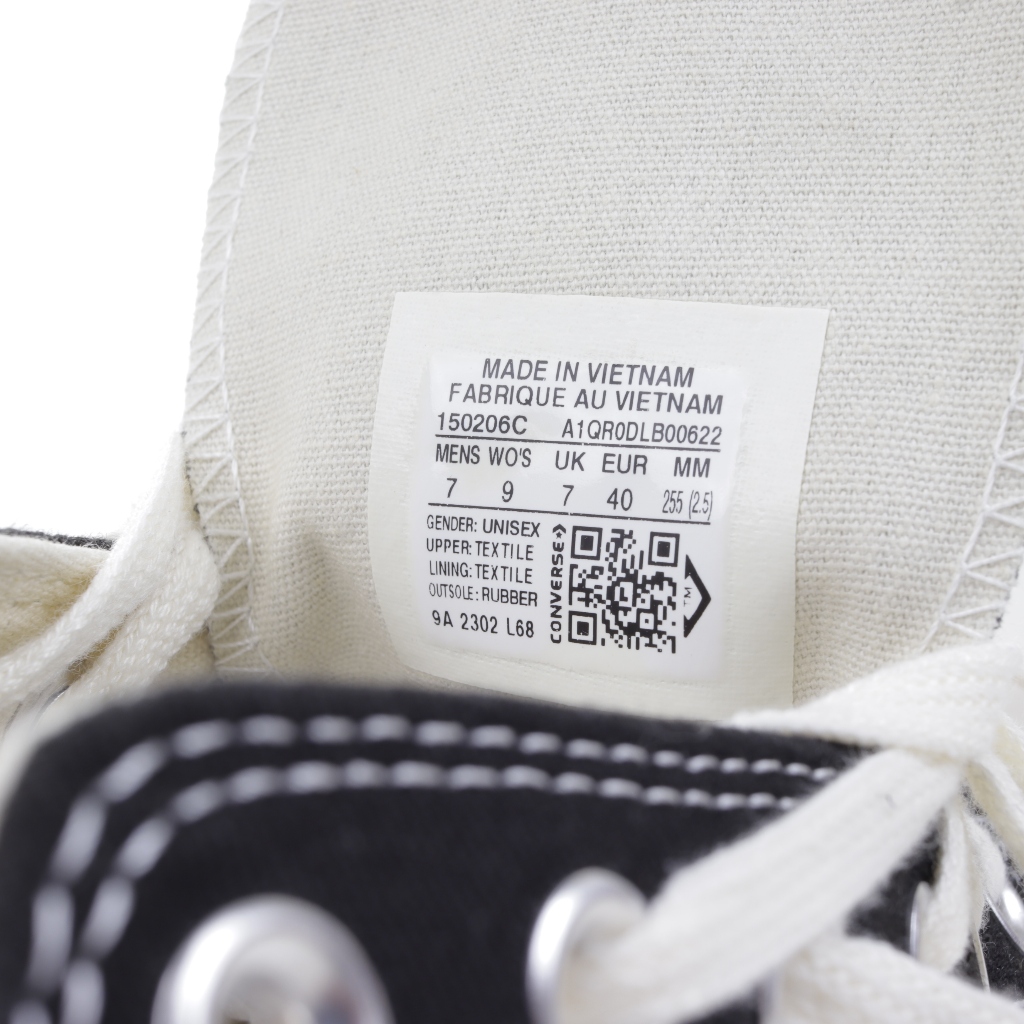 MADE IN VIETNAM
FABRIQUE AU VIETNAM
150206C A1QR0DLB00622
MENS WO'S UK EUR MM
7 9 7 40 255 (2.5)
GENDER: UNISEX
UPPER: TEXTILE
LINING: TEXTILE
OUTSOLE: RUBBER
9A 2302 L68
CONVERSE
TM